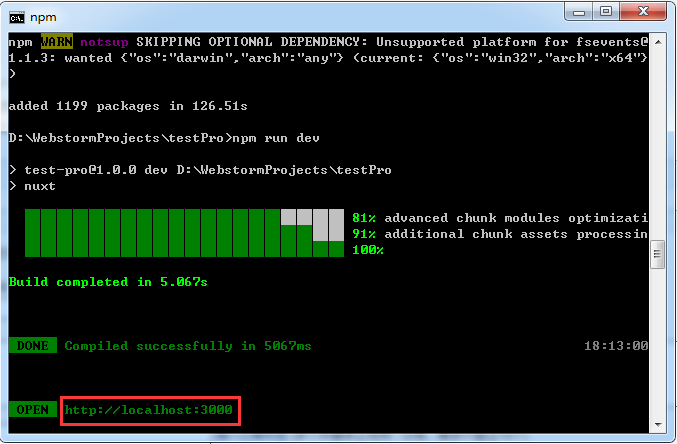 npm
npm WARN notsup SKIPPING OPTIONAL DEPENDENCY: Unsupported platform for fsevents@
1.1.3: wanted {"os":"darwin","arch":"any"} (current: {"os":"win32","arch":"x64"}
)
added 1199 packages in 126.51s
D:\WebstormProjects\testPro>npm run dev
> test-pro@1.0.0 dev D:\WebstormProjects\testPro
> nuxt
81% advanced chunk modules optimizati
91% additional chunk assets processin
100%
Build completed in 5.067s
DONE Compiled successfully in 5067ms 18:13:00
OPEN http://localhost:3000